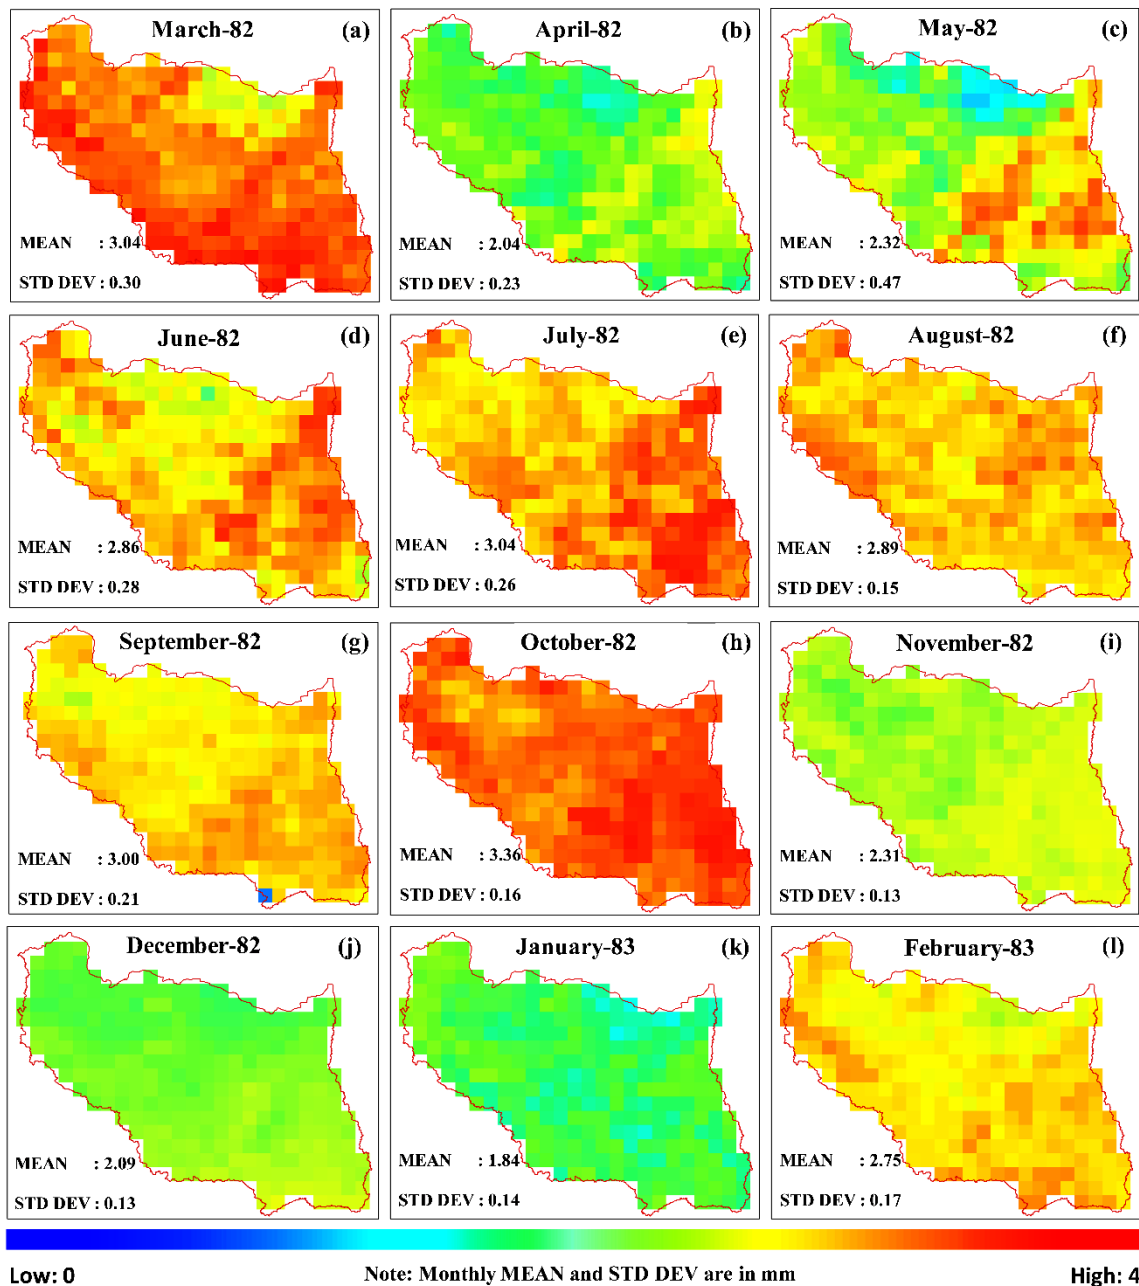 March-82 (a)
MEAN : 3.04
STD DEV : 0.30
April-82 (b)
MEAN : 2.04
STD DEV : 0.23
May-82 (c)
MEAN : 2.32
STD DEV : 0.47
June-82 (d)
MEAN : 2.86
STD DEV : 0.28
July-82 (e)
MEAN : 3.04
STD DEV : 0.26
August-82 (f)
MEAN : 2.89
STD DEV : 0.15
September-82 (g)
MEAN : 3.00
STD DEV : 0.21
October-82 (h)
MEAN : 3.36
STD DEV : 0.16
November-82 (i)
MEAN : 2.31
STD DEV : 0.13
December-82 (j)
MEAN : 2.09
STD DEV : 0.13
January-83 (k)
MEAN : 1.84
STD DEV : 0.14
February-83 (l)
MEAN : 2.75
STD DEV : 0.17
Low: 0 Note: Monthly MEAN and STD DEV are in mm High: 4